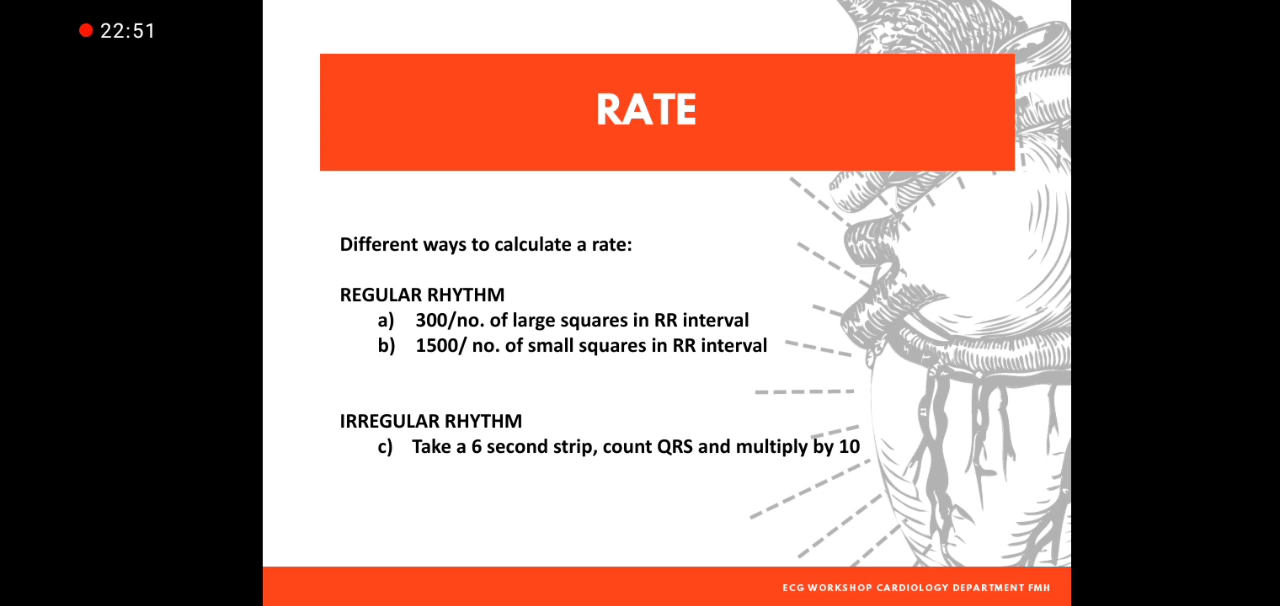 22:51
RATE
Different ways to calculate a rate:
REGULAR RHYTHM
a) 300/no. of large squares in RR interval
b) 1500/ no. of small squares in RR interval
IRREGULAR RHYTHM
c) Take a 6 second strip, count QRS and multiply by 10
ECG WORKSHOP CARDIOLOGY DEPARTMENT FMH